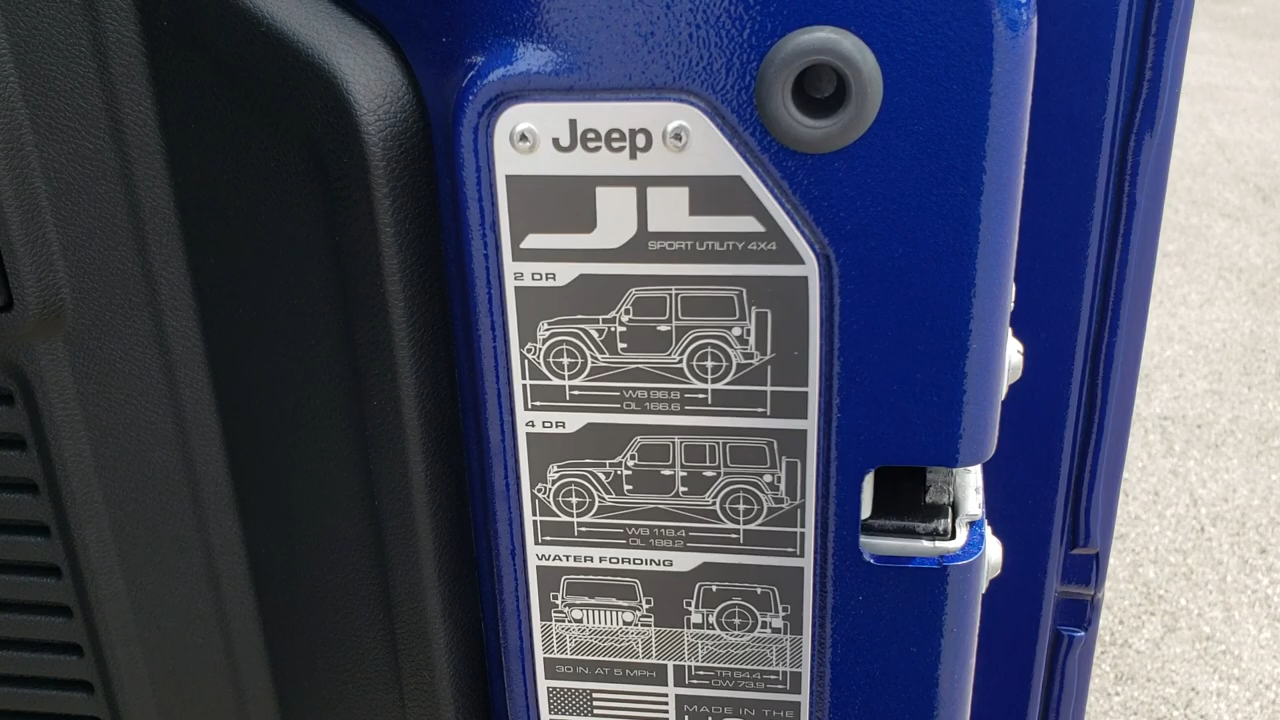 Jeep
JL
SPORT UTILITY 4X4
2 DR
WB 96.8
OL 166.6
4 DR
WB 118.4
OL 188.2
WATER FORDING
30 IN. AT 5 MPH
TR 64.4
OW 73.9
MADE IN THE